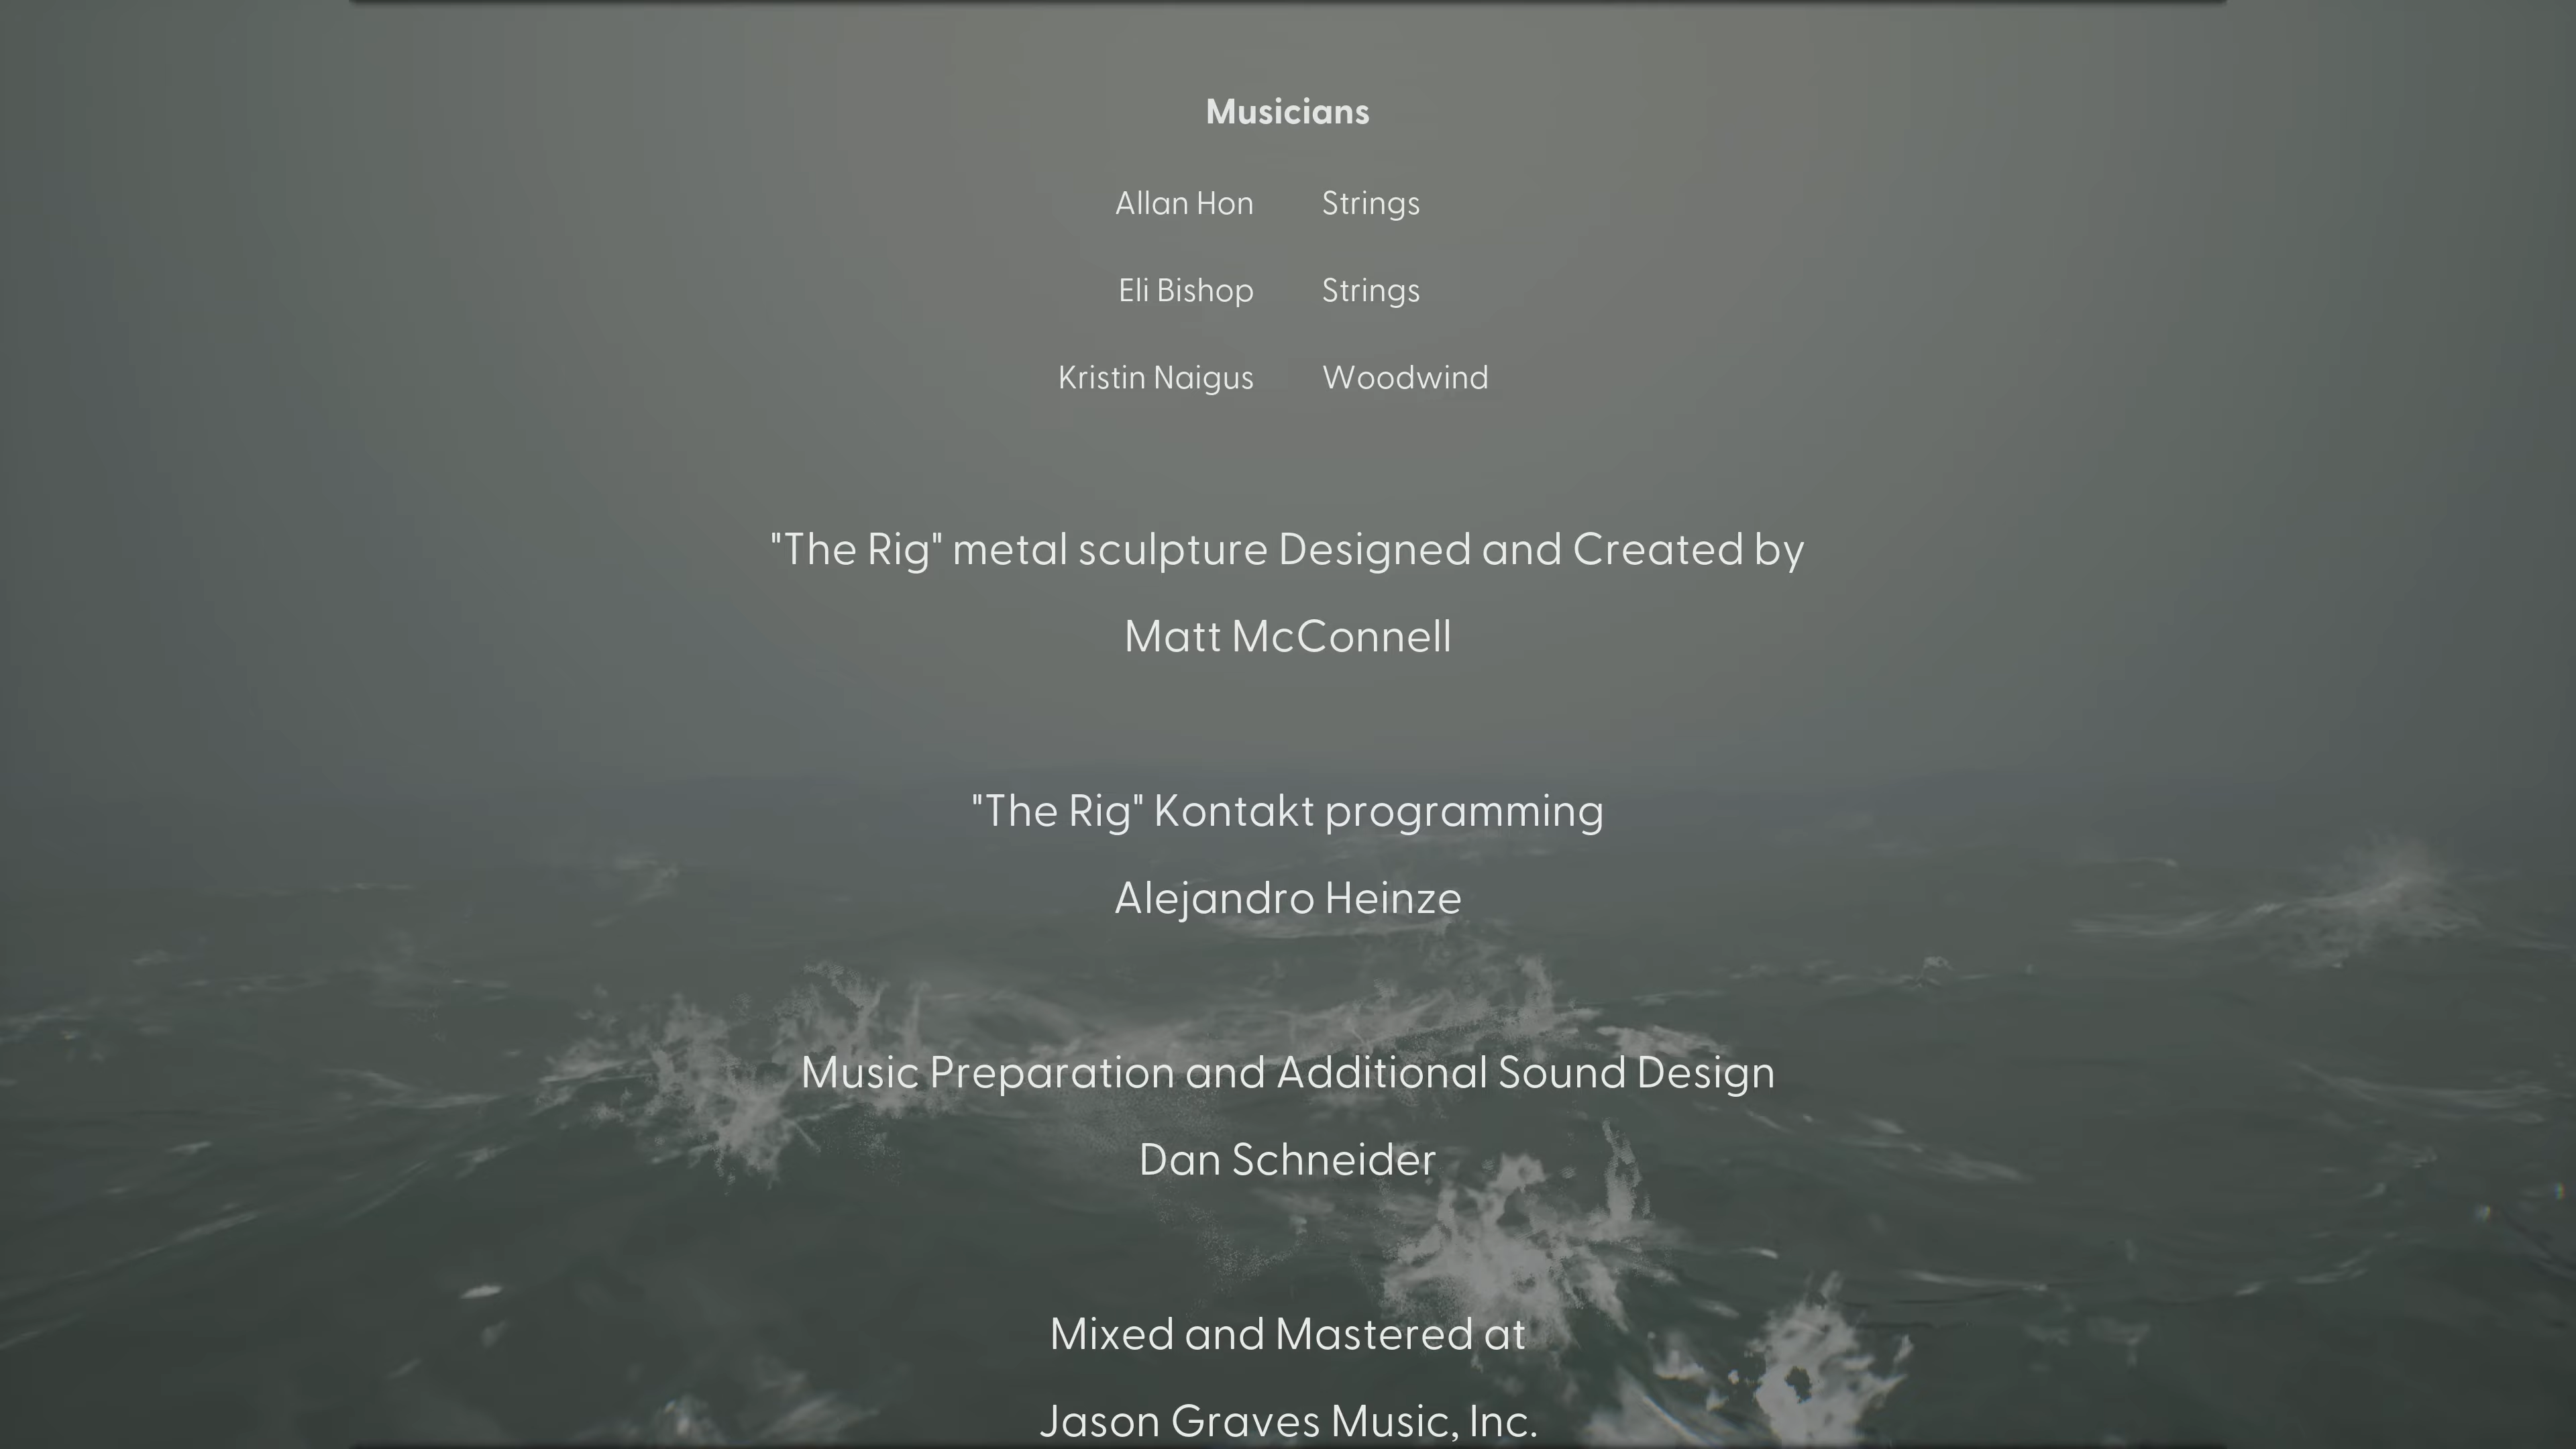 Musicians
Allan Hon Strings
Eli Bishop Strings
Kristin Naigus Woodwind
"The Rig" metal sculpture Designed and Created by
Matt McConnell
"The Rig" Kontakt programming
Alejandro Heinze
Music Preparation and Additional Sound Design
Dan Schneider
Mixed and Mastered at
Jason Graves Music, Inc.